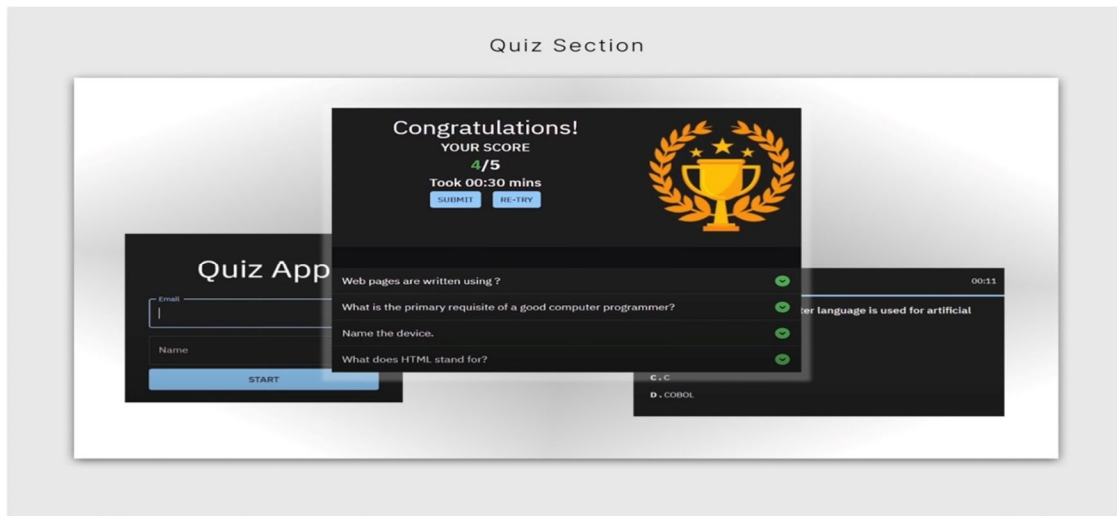 Quiz Section
Congratulations!
YOUR SCORE
4/5
Took 00:30 mins
SUBMIT RE-TRY
Web pages are written using ?
What is the primary requisite of a good computer programmer?
Name the device.
What does HTML stand for?
Quiz App
Email
Name
START
00:11
language is used for artificial
C.C
D.COBOL